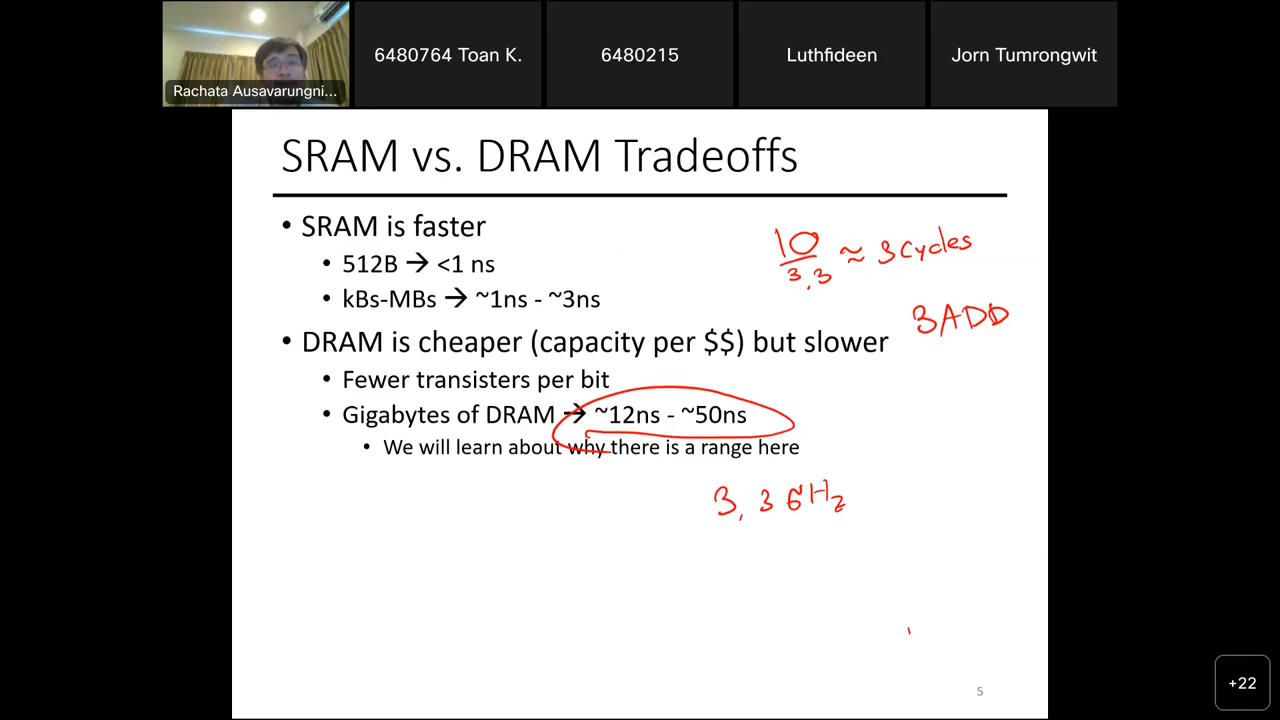 Rachata Ausavarungni...
6480764 Toan K.
6480215
Luthfideen
Jorn Tumrongwit
SRAM vs. DRAM Tradeoffs
• SRAM is faster
• 512B → <1 ns
• kBs-MBs → ~1ns - ~3ns
10
3,3
≈ 3 cycles
3 ADD
• DRAM is cheaper (capacity per $$) but slower
• Fewer transisters per bit
• Gigabytes of DRAM → ~12ns - ~50ns
• We will learn about why there is a range here
3,3 GHz
5
+22